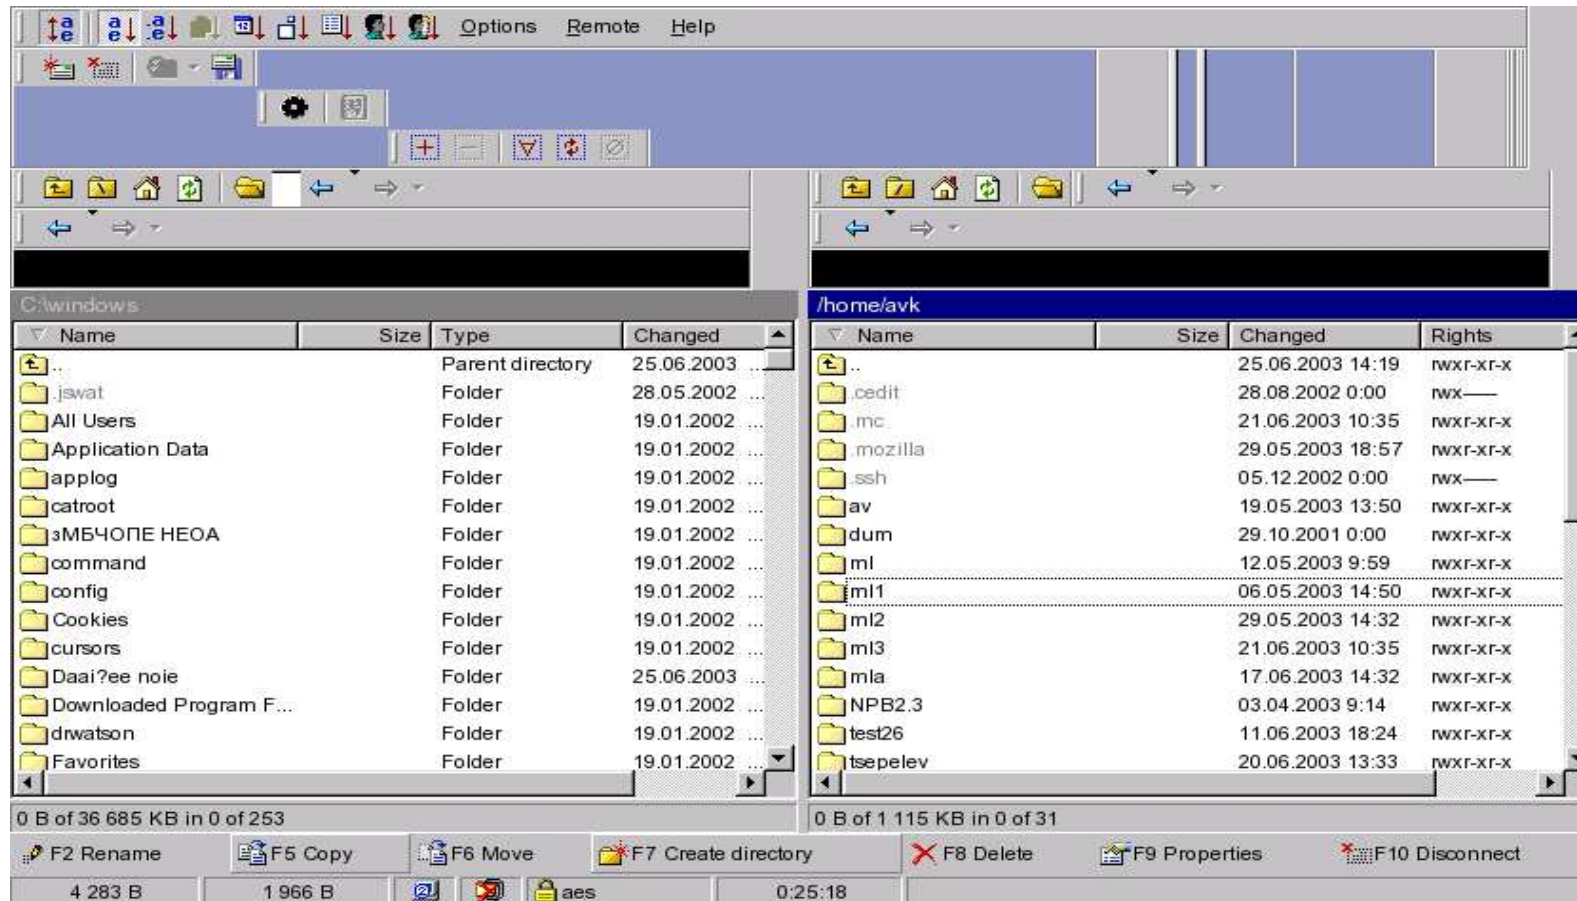 Options Remote Help
C:\windows /home/avk
Name Size Type Changed Name Size Changed Rights
.. Parent directory 25.06.2003 ... .. 25.06.2003 14:19 rwxr-xr-x
.jswat Folder 28.05.2002 ... .cedit 28.08.2002 0:00 rwx------
All Users Folder 19.01.2002 ... .mc 21.06.2003 10:35 rwxr-xr-x
Application Data Folder 19.01.2002 ... .mozilla 29.05.2003 18:57 rwxr-xr-x
applog Folder 19.01.2002 ... .ssh 05.12.2002 0:00 rwx------
catroot Folder 19.01.2002 ... av 19.05.2003 13:50 rwxr-xr-x
зМБЧОПЕ НЕОА Folder 19.01.2002 ... dum 29.10.2001 0:00 rwxr-xr-x
command Folder 19.01.2002 ... ml 12.05.2003 9:59 rwxr-xr-x
config Folder 19.01.2002 ... ml1 06.05.2003 14:50 rwxr-xr-x
Cookies Folder 19.01.2002 ... ml2 29.05.2003 14:32 rwxr-xr-x
cursors Folder 19.01.2002 ... ml3 21.06.2003 10:35 rwxr-xr-x
Daai?ee noie Folder 25.06.2003 ... mla 17.06.2003 14:32 rwxr-xr-x
Downloaded Program F... Folder 19.01.2002 ... NPB2.3 03.04.2003 9:14 rwxr-xr-x
drwatson Folder 19.01.2002 ... test26 11.06.2003 18:24 rwxr-xr-x
Favorites Folder 19.01.2002 ... tsepelev 20.06.2003 13:33 rwxr-xr-x
0 B of 36 685 KB in 0 of 253 0 B of 1 115 KB in 0 of 31
F2 Rename F5 Copy F6 Move F7 Create directory F8 Delete F9 Properties F10 Disconnect
4 283 B 1 966 B aes 0:25:18